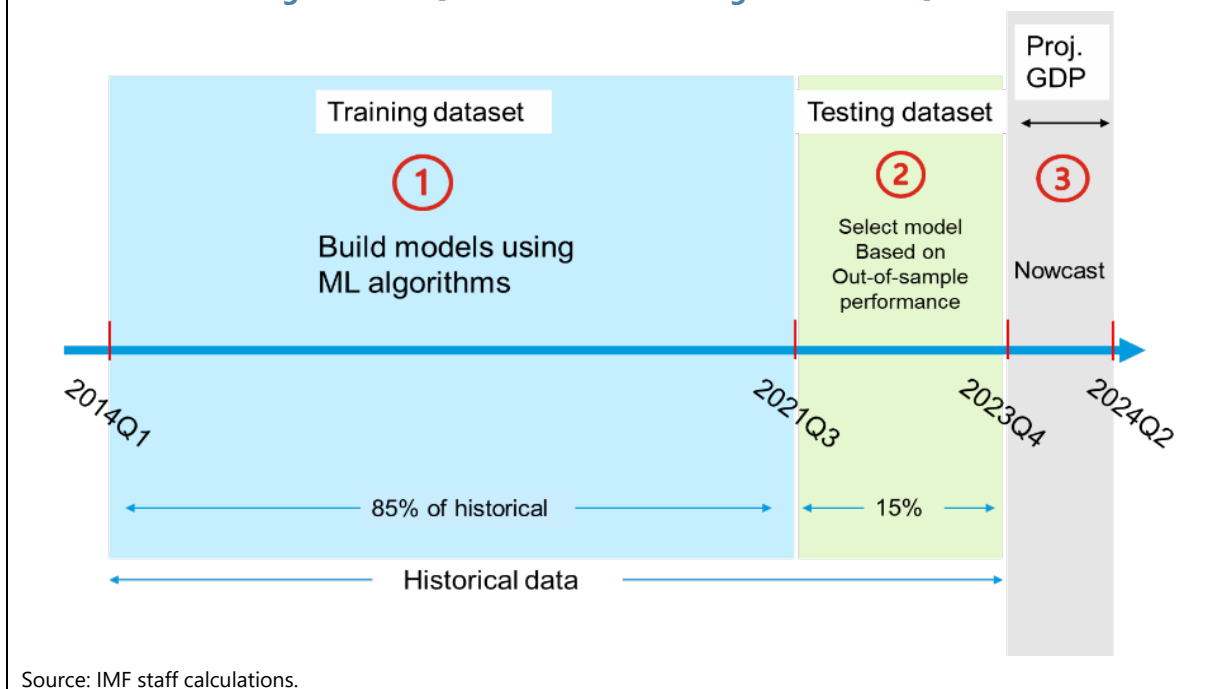 Proj.
GDP
Training dataset
Testing dataset
1
2
3
Build models using
ML algorithms
Select model
Based on
Out-of-sample
performance
Nowcast
2014Q1
2021Q3
2023Q4
2024Q2
85% of historical
15%
Historical data
Source: IMF staff calculations.